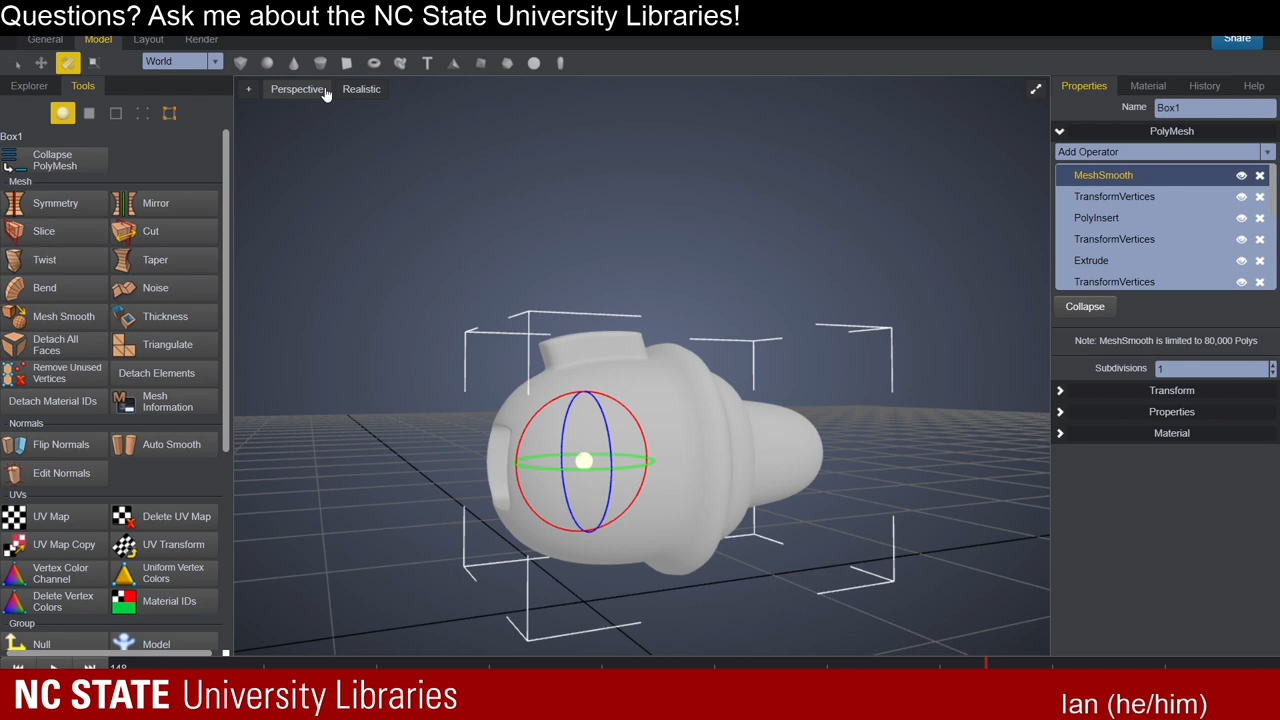 Questions? Ask me about the NC State University Libraries!
General Model Layout Render
Share
World
Explorer Tools
+ Perspective Realistic
Properties Material History Help
Name Box1
Box1
PolyMesh
Collapse PolyMesh
Add Operator
Mesh
MeshSmooth
Symmetry Mirror
TransformVertices
Slice Cut
PolyInsert
Twist Taper
TransformVertices
Bend Noise
Extrude
TransformVertices
Mesh Smooth Thickness
Collapse
Detach All Faces Triangulate
Note: MeshSmooth is limited to 80,000 Polys
Remove Unused Vertices Detach Elements
Subdivisions 1
Detach Material IDs Mesh Information
Transform
Properties
Material
Normals
Flip Normals Auto Smooth
Edit Normals
UVs
UV Map Delete UV Map
UV Map Copy UV Transform
Vertex Color Channel Uniform Vertex Colors
Delete Vertex Colors Material IDs
Group
Null Model
148
NC STATE University Libraries
Ian (he/him)